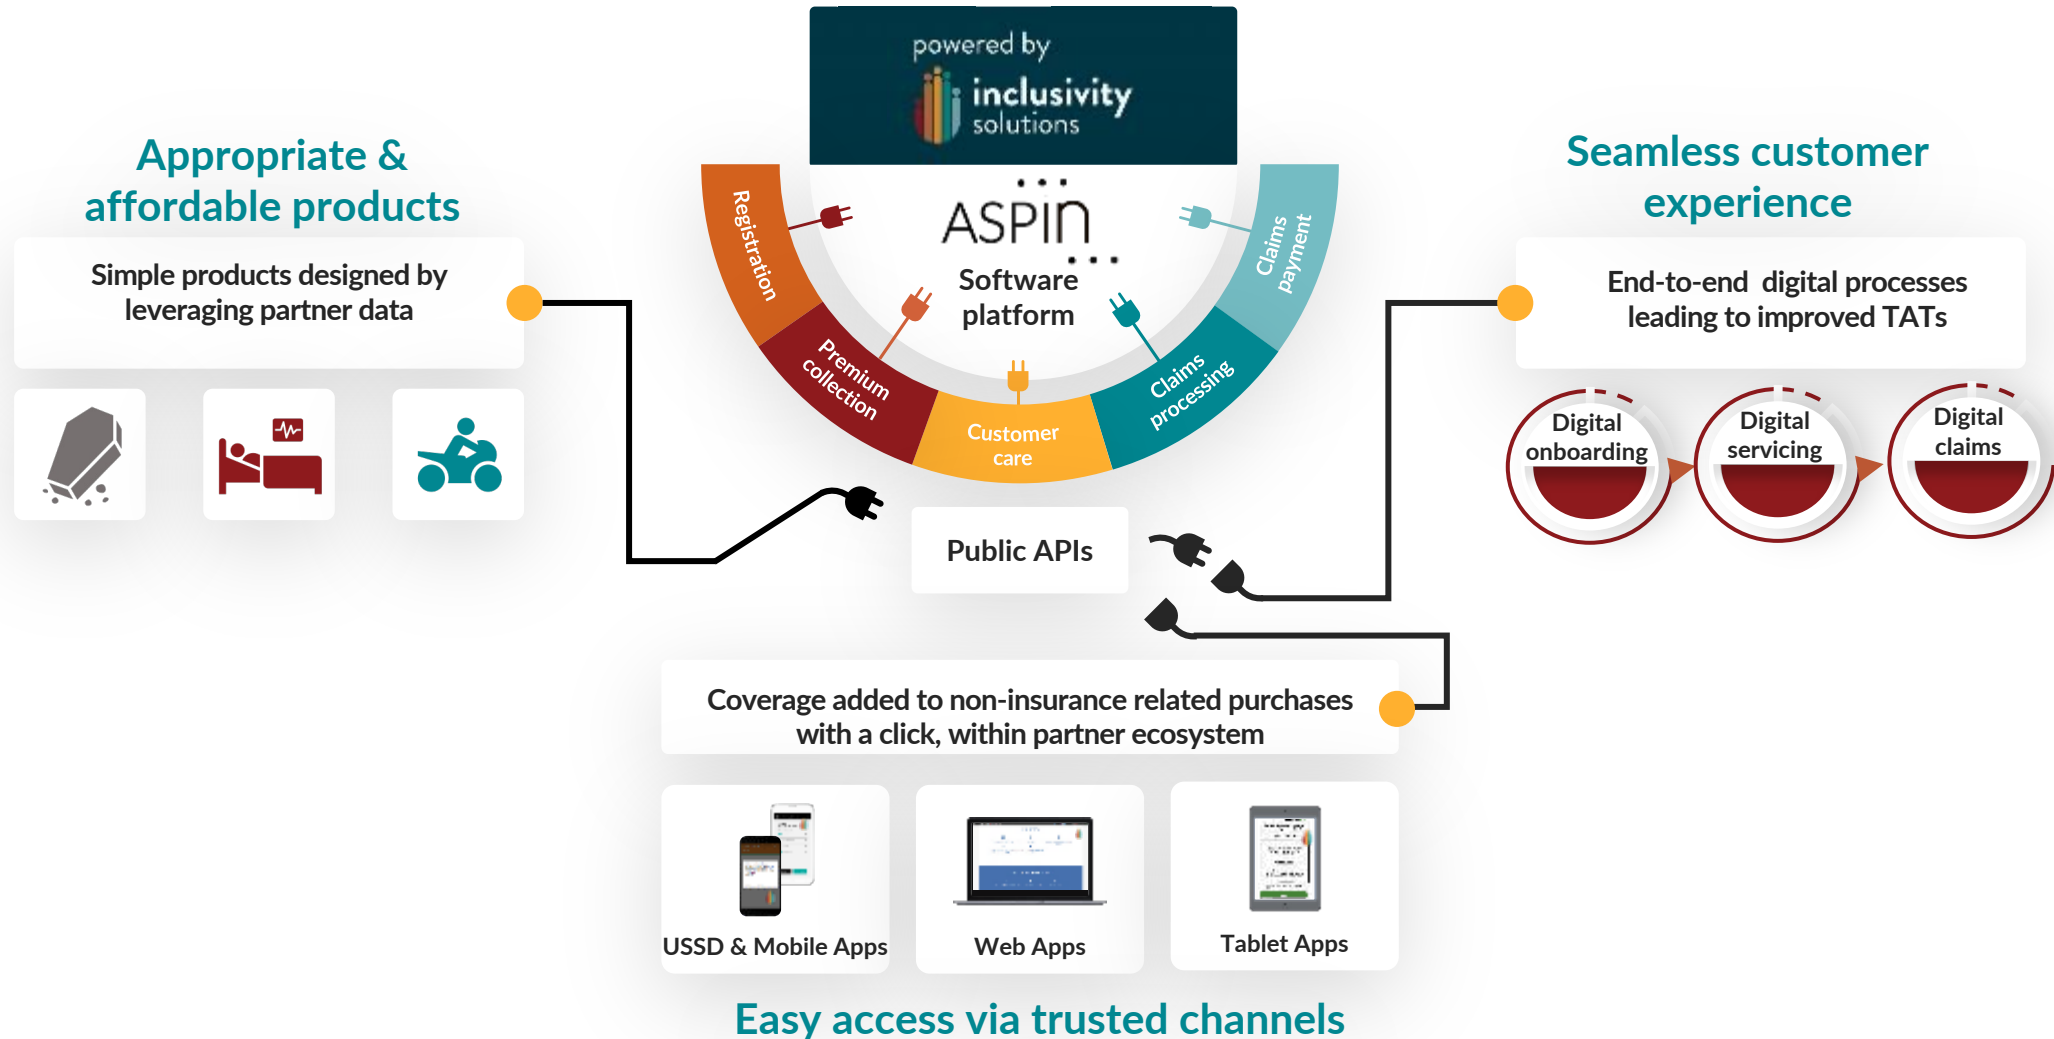 powered by
inclusivity
solutions
Appropriate &
affordable products
Simple products designed by
leveraging partner data
Registration
Premium
collection
Customer
care
Claims
processing
Claims
payment
ASPin
Software
platform
Public APIs
Seamless customer
experience
End-to-end digital processes
leading to improved TATs
Digital
onboarding
Digital
servicing
Digital
claims
Coverage added to non-insurance related purchases
with a click, within partner ecosystem
USSD & Mobile Apps
Web Apps
Tablet Apps
Easy access via trusted channels